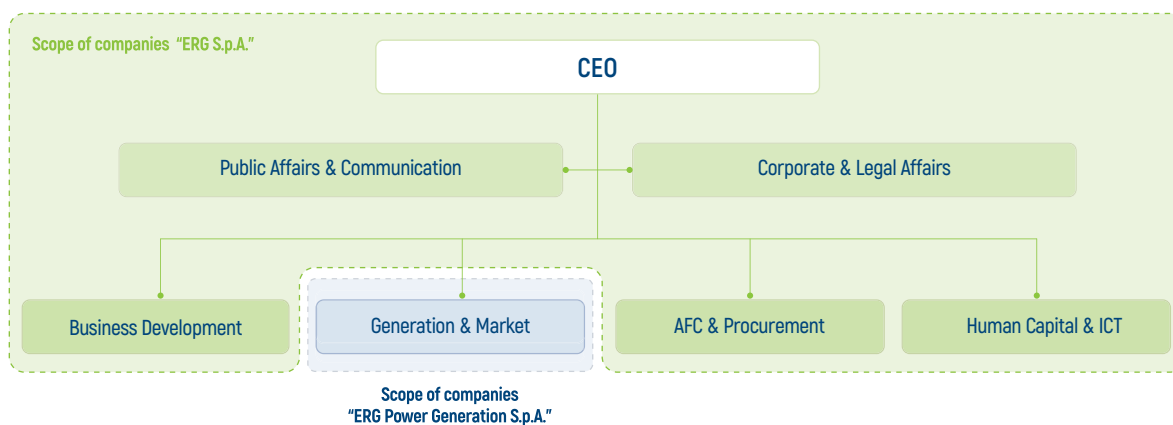 Scope of companies “ERG S.p.A.”
CEO
Public Affairs & Communication
Corporate & Legal Affairs
Business Development
Generation & Market
AFC & Procurement
Human Capital & ICT
Scope of companies
“ERG Power Generation S.p.A.”